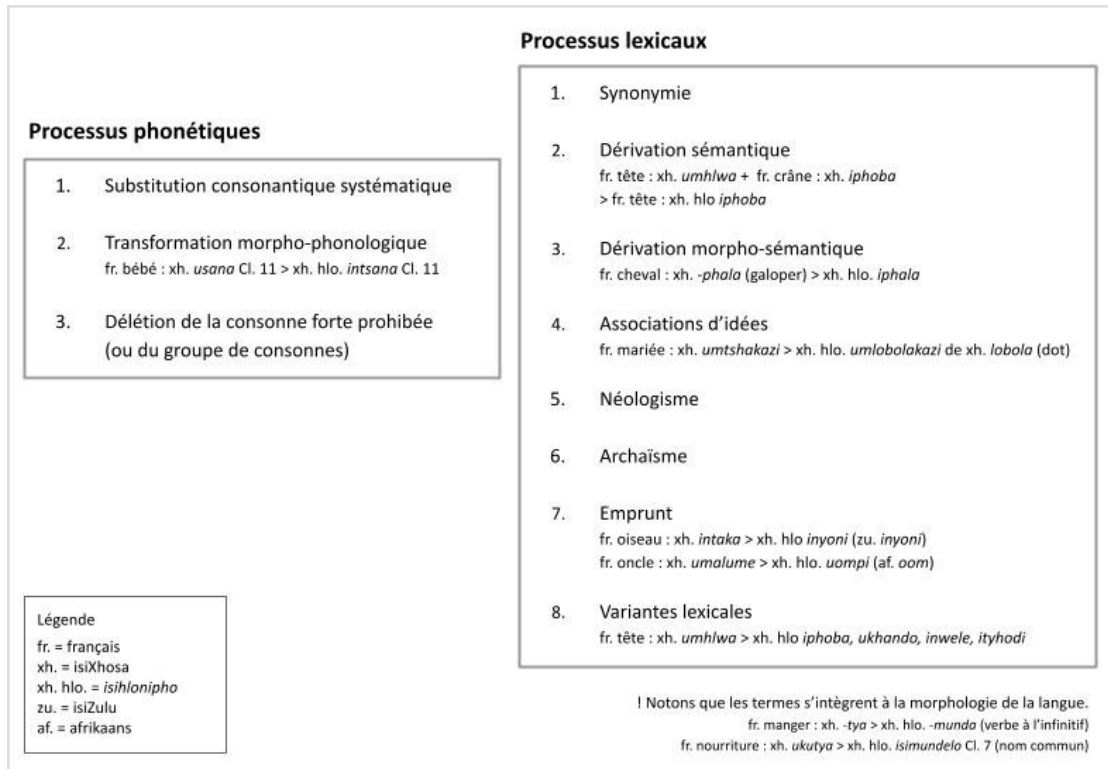 Processus phonétiques
1. Substitution consonantique systématique
2. Transformation morpho-phonologique
fr. bébé : xh. usana Cl. 11 > xh. hlo. intsana Cl. 11
3. Délétion de la consonne forte prohibée
(ou du groupe de consonnes)
Processus lexicaux
1. Synonymie
2. Dérivation sémantique
fr. tête : xh. umhlwa + fr. crâne : xh. iphoba
> fr. tête : xh. hlo iphoba
3. Dérivation morpho-sémantique
fr. cheval : xh. -phala (galoper) > xh. hlo. iphala
4. Associations d’idées
fr. mariée : xh. umtshakazi > xh. hlo. umlobolakazi de xh. lobola (dot)
5. Néologisme
6. Archaïsme
7. Emprunt
fr. oiseau : xh. intaka > xh. hlo inyoni (zu. inyoni)
fr. oncle : xh. umalume > xh. hlo. uompi (af. oom)
8. Variantes lexicales
fr. tête : xh. umhlwa > xh. hlo iphoba, ukhando, inwele, ityhodi
Légende
fr. = français
xh. = isiXhosa
xh. hlo. = isihlonipho
zu. = isiZulu
af. = afrikaans
! Notons que les termes s’intègrent à la morphologie de la langue.
fr. manger : xh. -tya > xh. hlo. -munda (verbe à l’infinitif)
fr. nourriture : xh. ukutya > xh. hlo. isimundelo Cl. 7 (nom commun)